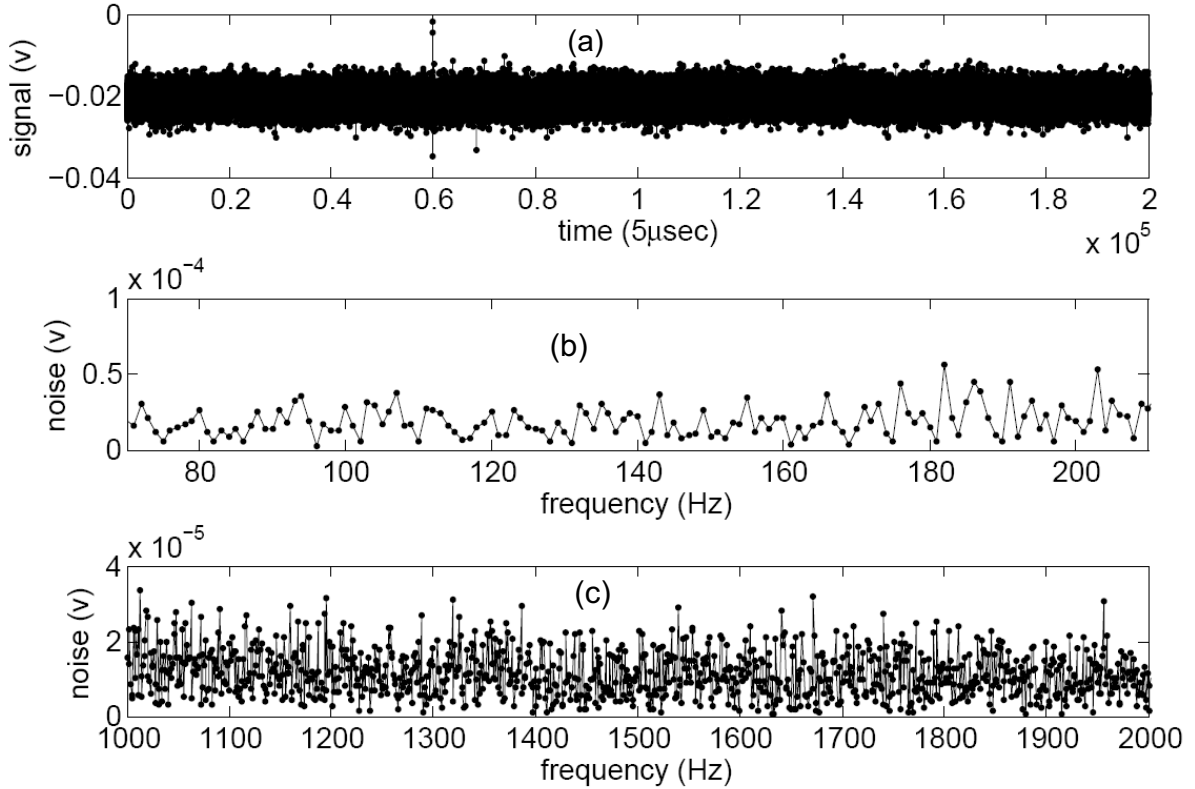 0
(a)
signal (v)
−0.02
−0.04
0 0.2 0.4 0.6 0.8 1 1.2 1.4 1.6 1.8 2
time (5μsec)
x 10⁵
x 10⁻⁴
1
(b)
noise (v)
0.5
0
80 100 120 140 160 180 200
frequency (Hz)
x 10⁻⁵
4
(c)
noise (v)
2
0
1000 1100 1200 1300 1400 1500 1600 1700 1800 1900 2000
frequency (Hz)